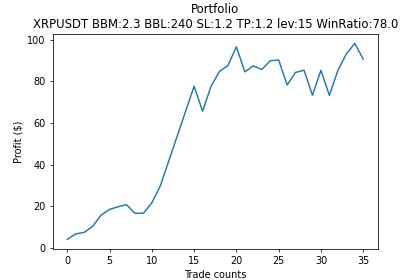 Portfolio
XRPUSDT BBM:2.3 BBL:240 SL:1.2 TP:1.2 lev:15 WinRatio:78.0
100
80
60
40
20
0
Profit ($)
0 5 10 15 20 25 30 35
Trade counts